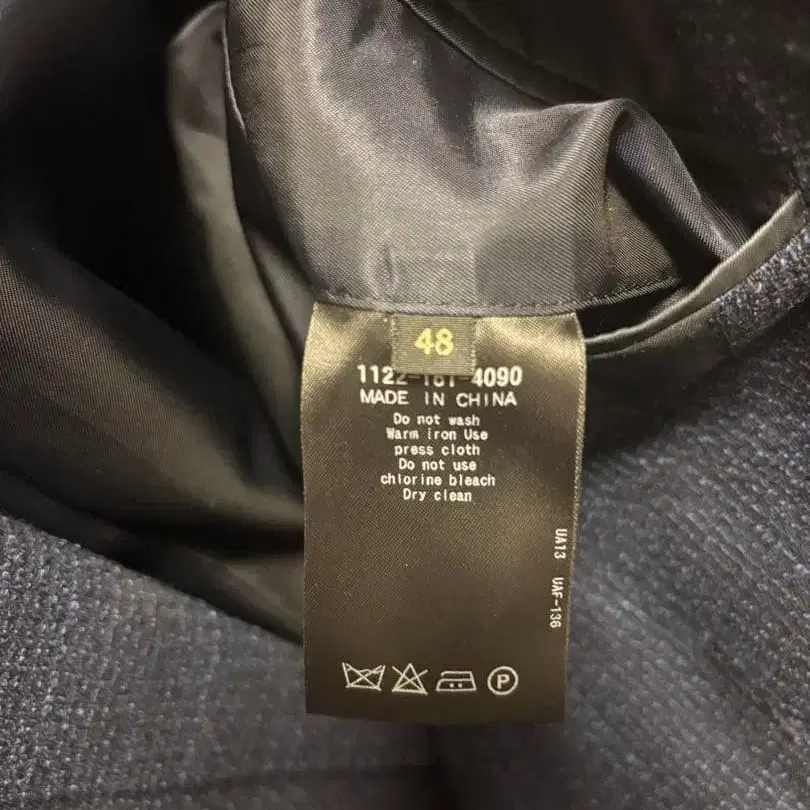 48
1122-181-4090
MADE IN CHINA
Do not wash
Warm iron Use
press cloth
Do not use
chlorine bleach
Dry clean
UA13 UAF-136
P